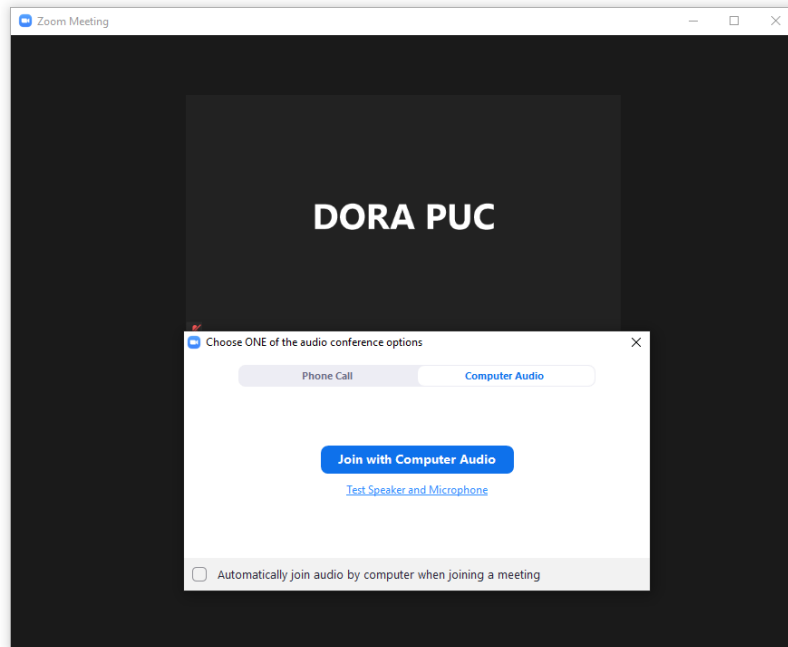 Zoom Meeting
DORA PUC
Choose ONE of the audio conference options
Phone Call
Computer Audio
Join with Computer Audio
Test Speaker and Microphone
Automatically join audio by computer when joining a meeting